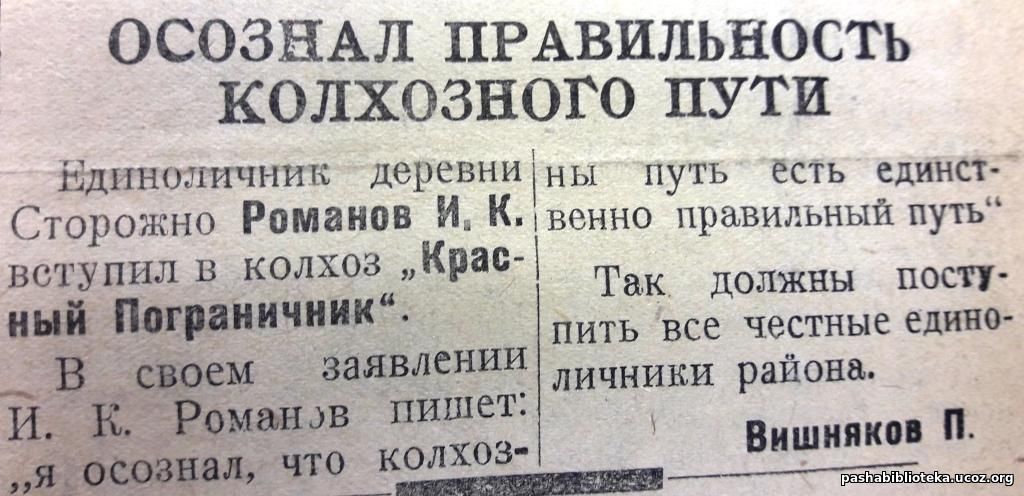 ОСОЗНАЛ ПРАВИЛЬНОСТЬ
КОЛХОЗНОГО ПУТИ
Единоличник деревни
Сторожно Романов И. К.
вступил в колхоз „Крас-
ный Пограничник“.
В своем заявлении
И. К. Романов пишет:
„я осознал, что колхоз-
ны путь есть единст-
венно правильный путь“
Так должны посту-
пить все честные едино-
личники района.
Вишняков П.
pashabiblioteka.ucoz.org